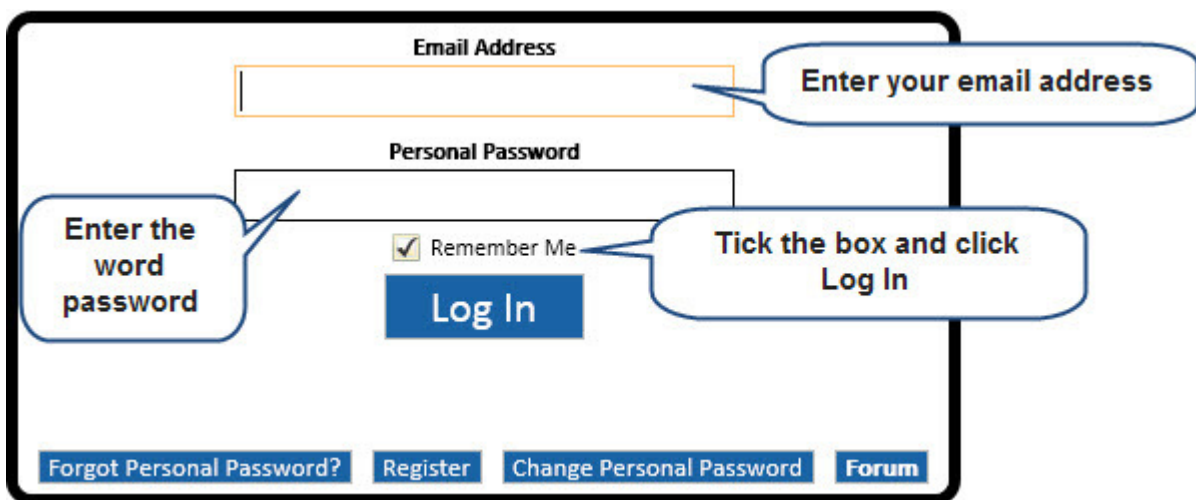 Email Address
Enter your email address
Personal Password
Enter the
word
password
Remember Me
Tick the box and click
Log In
Log In
Forgot Personal Password? Register Change Personal Password Forum